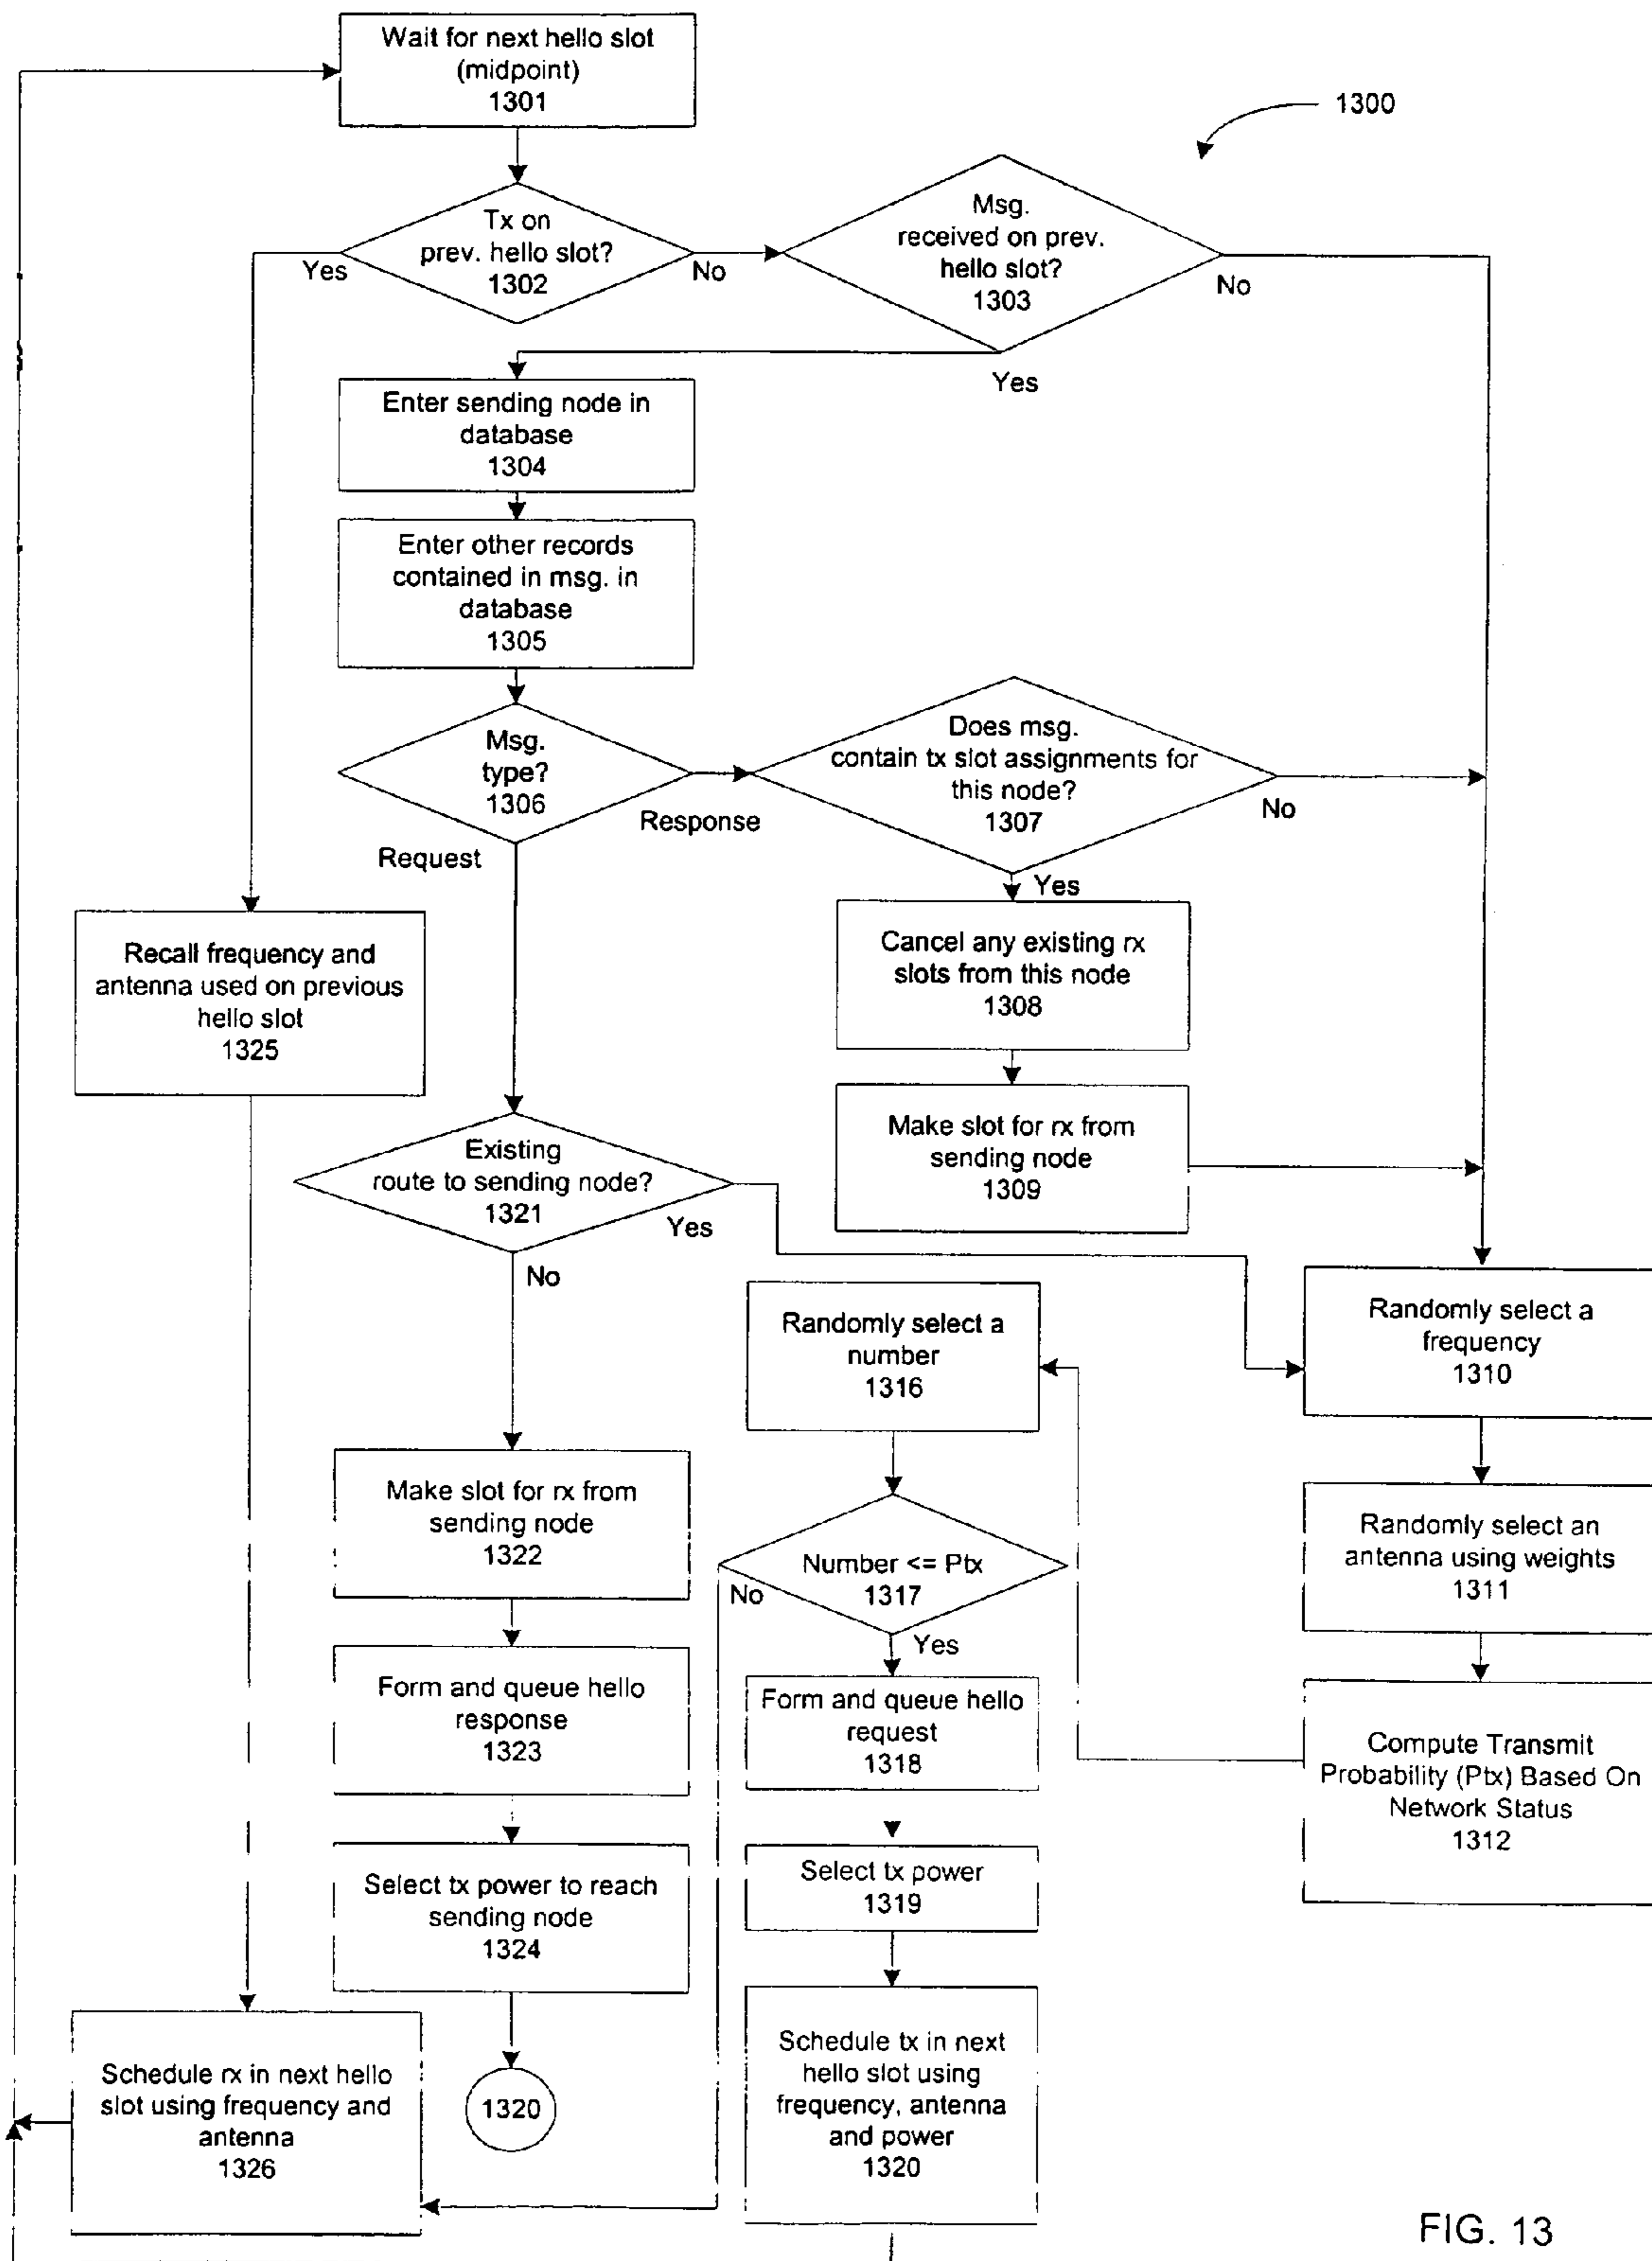 Wait for next hello slot
(midpoint)
1301
1300
Tx on
prev. hello slot?
1302
Yes
No
Msg.
received on prev.
hello slot?
1303
No
Yes
Enter sending node in
database
1304
Enter other records
contained in msg. in
database
1305
Msg.
type?
1306
Response
Request
Does msg.
contain tx slot assignments for
this node?
1307
No
Yes
Recall frequency and
antenna used on previous
hello slot
1325
Cancel any existing rx
slots from this node
1308
Make slot for rx from
sending node
1309
Existing
route to sending node?
1321
Yes
No
Randomly select a
number
1316
Randomly select a
frequency
1310
Make slot for rx from
sending node
1322
Number <= Ptx
1317
No
Yes
Randomly select an
antenna using weights
1311
Form and queue hello
response
1323
Form and queue hello
request
1318
Compute Transmit
Probability (Ptx) Based On
Network Status
1312
Select tx power to reach
sending node
1324
Select tx power
1319
Schedule rx in next hello
slot using frequency and
antenna
1326
1320
Schedule tx in next
hello slot using
frequency, antenna
and power
1320
FIG. 13